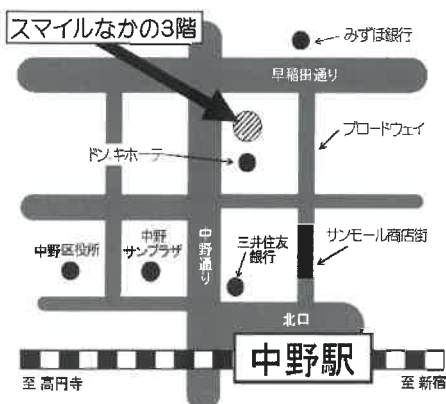 スマイルなかの3階
みずほ銀行
早稲田通り
ブロードウェイ
ドン.キホーテ
中野通り
サンモール商店街
中野区役所
中野
サンプラザ
三井住友
銀行
北口
中野駅
至 高円寺
至 新宿